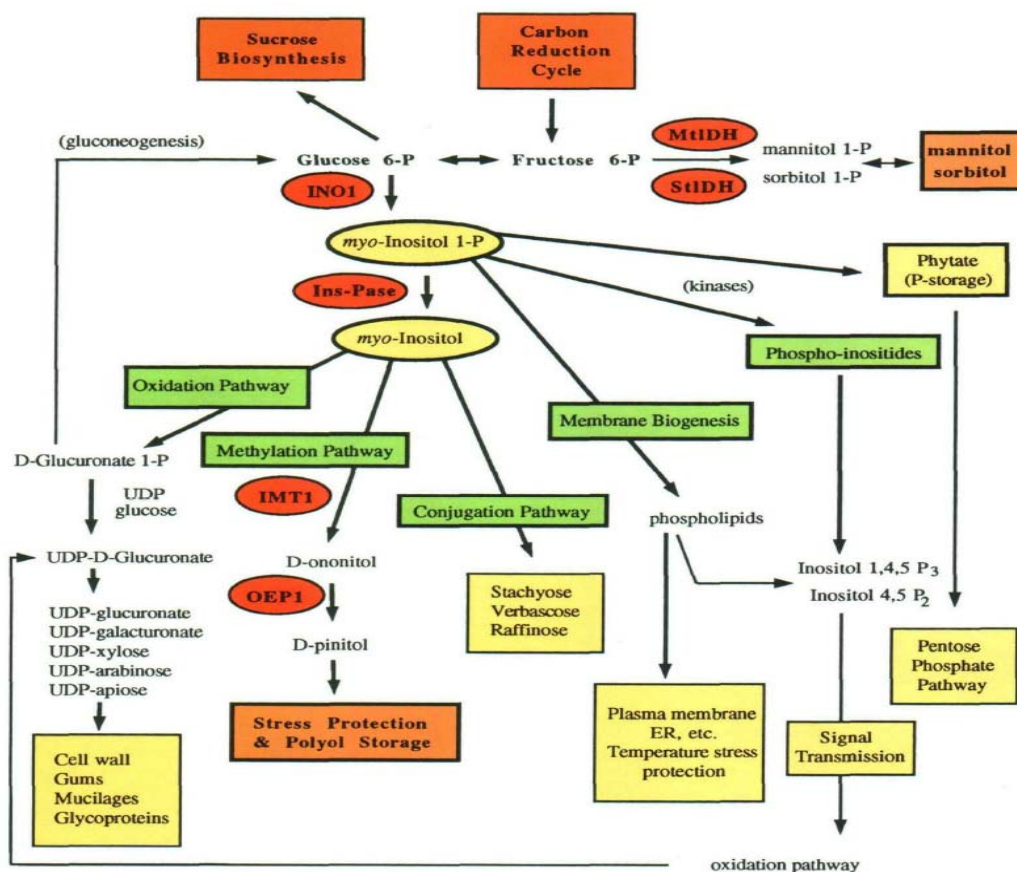 Sucrose
Biosynthesis
Carbon
Reduction
Cycle
(gluconeogenesis)
Glucose 6-P
Fructose 6-P
MtlDH
StlDH
mannitol 1-P
sorbitol 1-P
mannitol
sorbitol
INO1
myo-Inositol 1-P
Phytate
(P-storage)
(kinases)
Ins-Pase
myo-Inositol
Phospho-inositides
Oxidation Pathway
Membrane Biogenesis
Methylation Pathway
D-Glucuronate 1-P
UDP
glucose
IMT1
Conjugation Pathway
phospholipids
UDP-D-Glucuronate
D-ononitol
Inositol 1,4,5 P3
Inositol 4,5 P2
OEP1
Stachyose
Verbascose
Raffinose
UDP-glucuronate
UDP-galacturonate
UDP-xylose
UDP-arabinose
UDP-apiose
D-pinitol
Pentose
Phosphate
Pathway
Stress Protection
& Polyol Storage
Plasma membrane
ER, etc.
Temperature stress
protection
Signal
Transmission
Cell wall
Gums
Mucilages
Glycoproteins
oxidation pathway